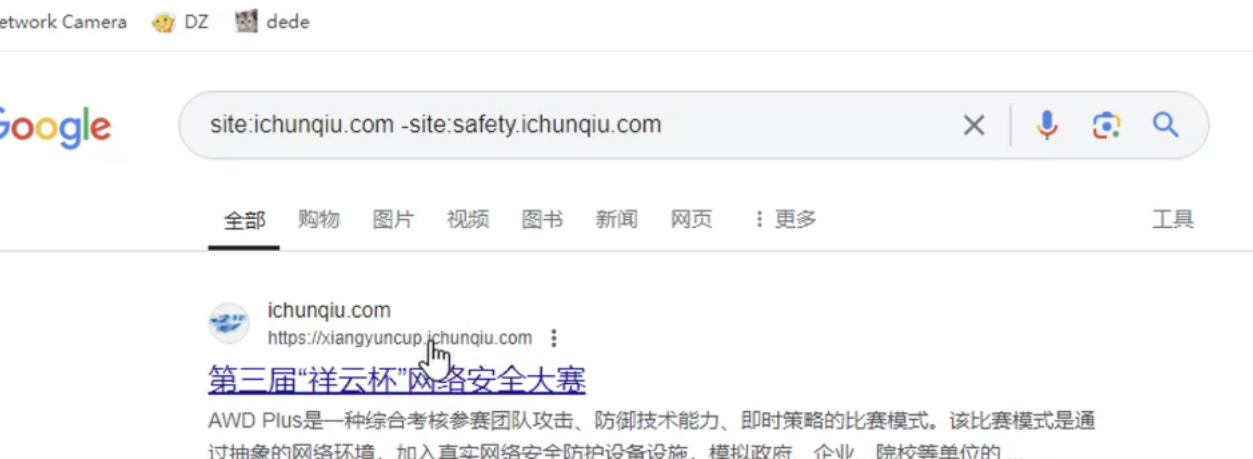 etwork Camera DZ dede
Google
site:ichunqiu.com -site:safety.ichunqiu.com
全部 购物 图片 视频 图书 新闻 网页 更多 工具
ichunqiu.com
https://xiangyuncup.ichunqiu.com
第三届“祥云杯”网络安全大赛
AWD Plus是一种综合考核参赛团队攻击、防御技术能力、即时策略的比赛模式。该比赛模式是通
过抽象的网络环境，加入真实网络安全防护设备设施，模拟政府、企业、院校等单位的 ...